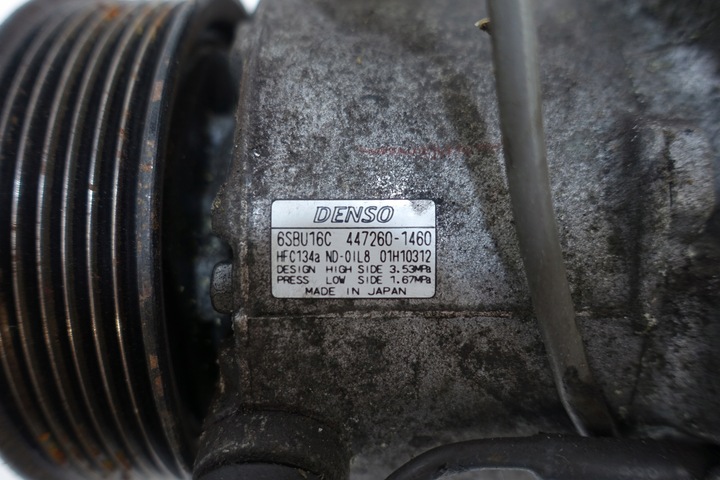 DENSO
6SBU16C 447260-1460
HFC134a ND-OIL8 01H10312
DESIGN HIGH SIDE 3.53MPa
PRESS LOW SIDE 1.67MPa
MADE IN JAPAN